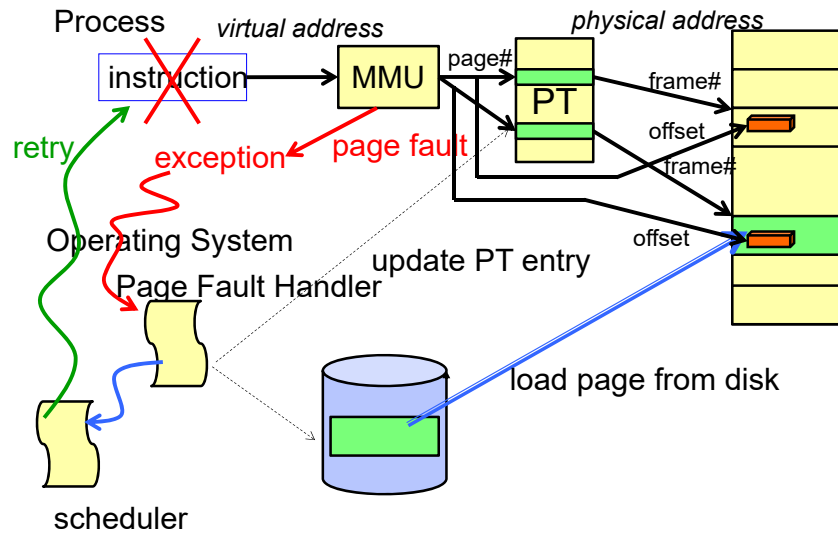 Process
virtual address
physical address
instruction
MMU
page#
PT
frame#
offset
retry
exception
page fault
frame#
Operating System
offset
update PT entry
Page Fault Handler
load page from disk
scheduler